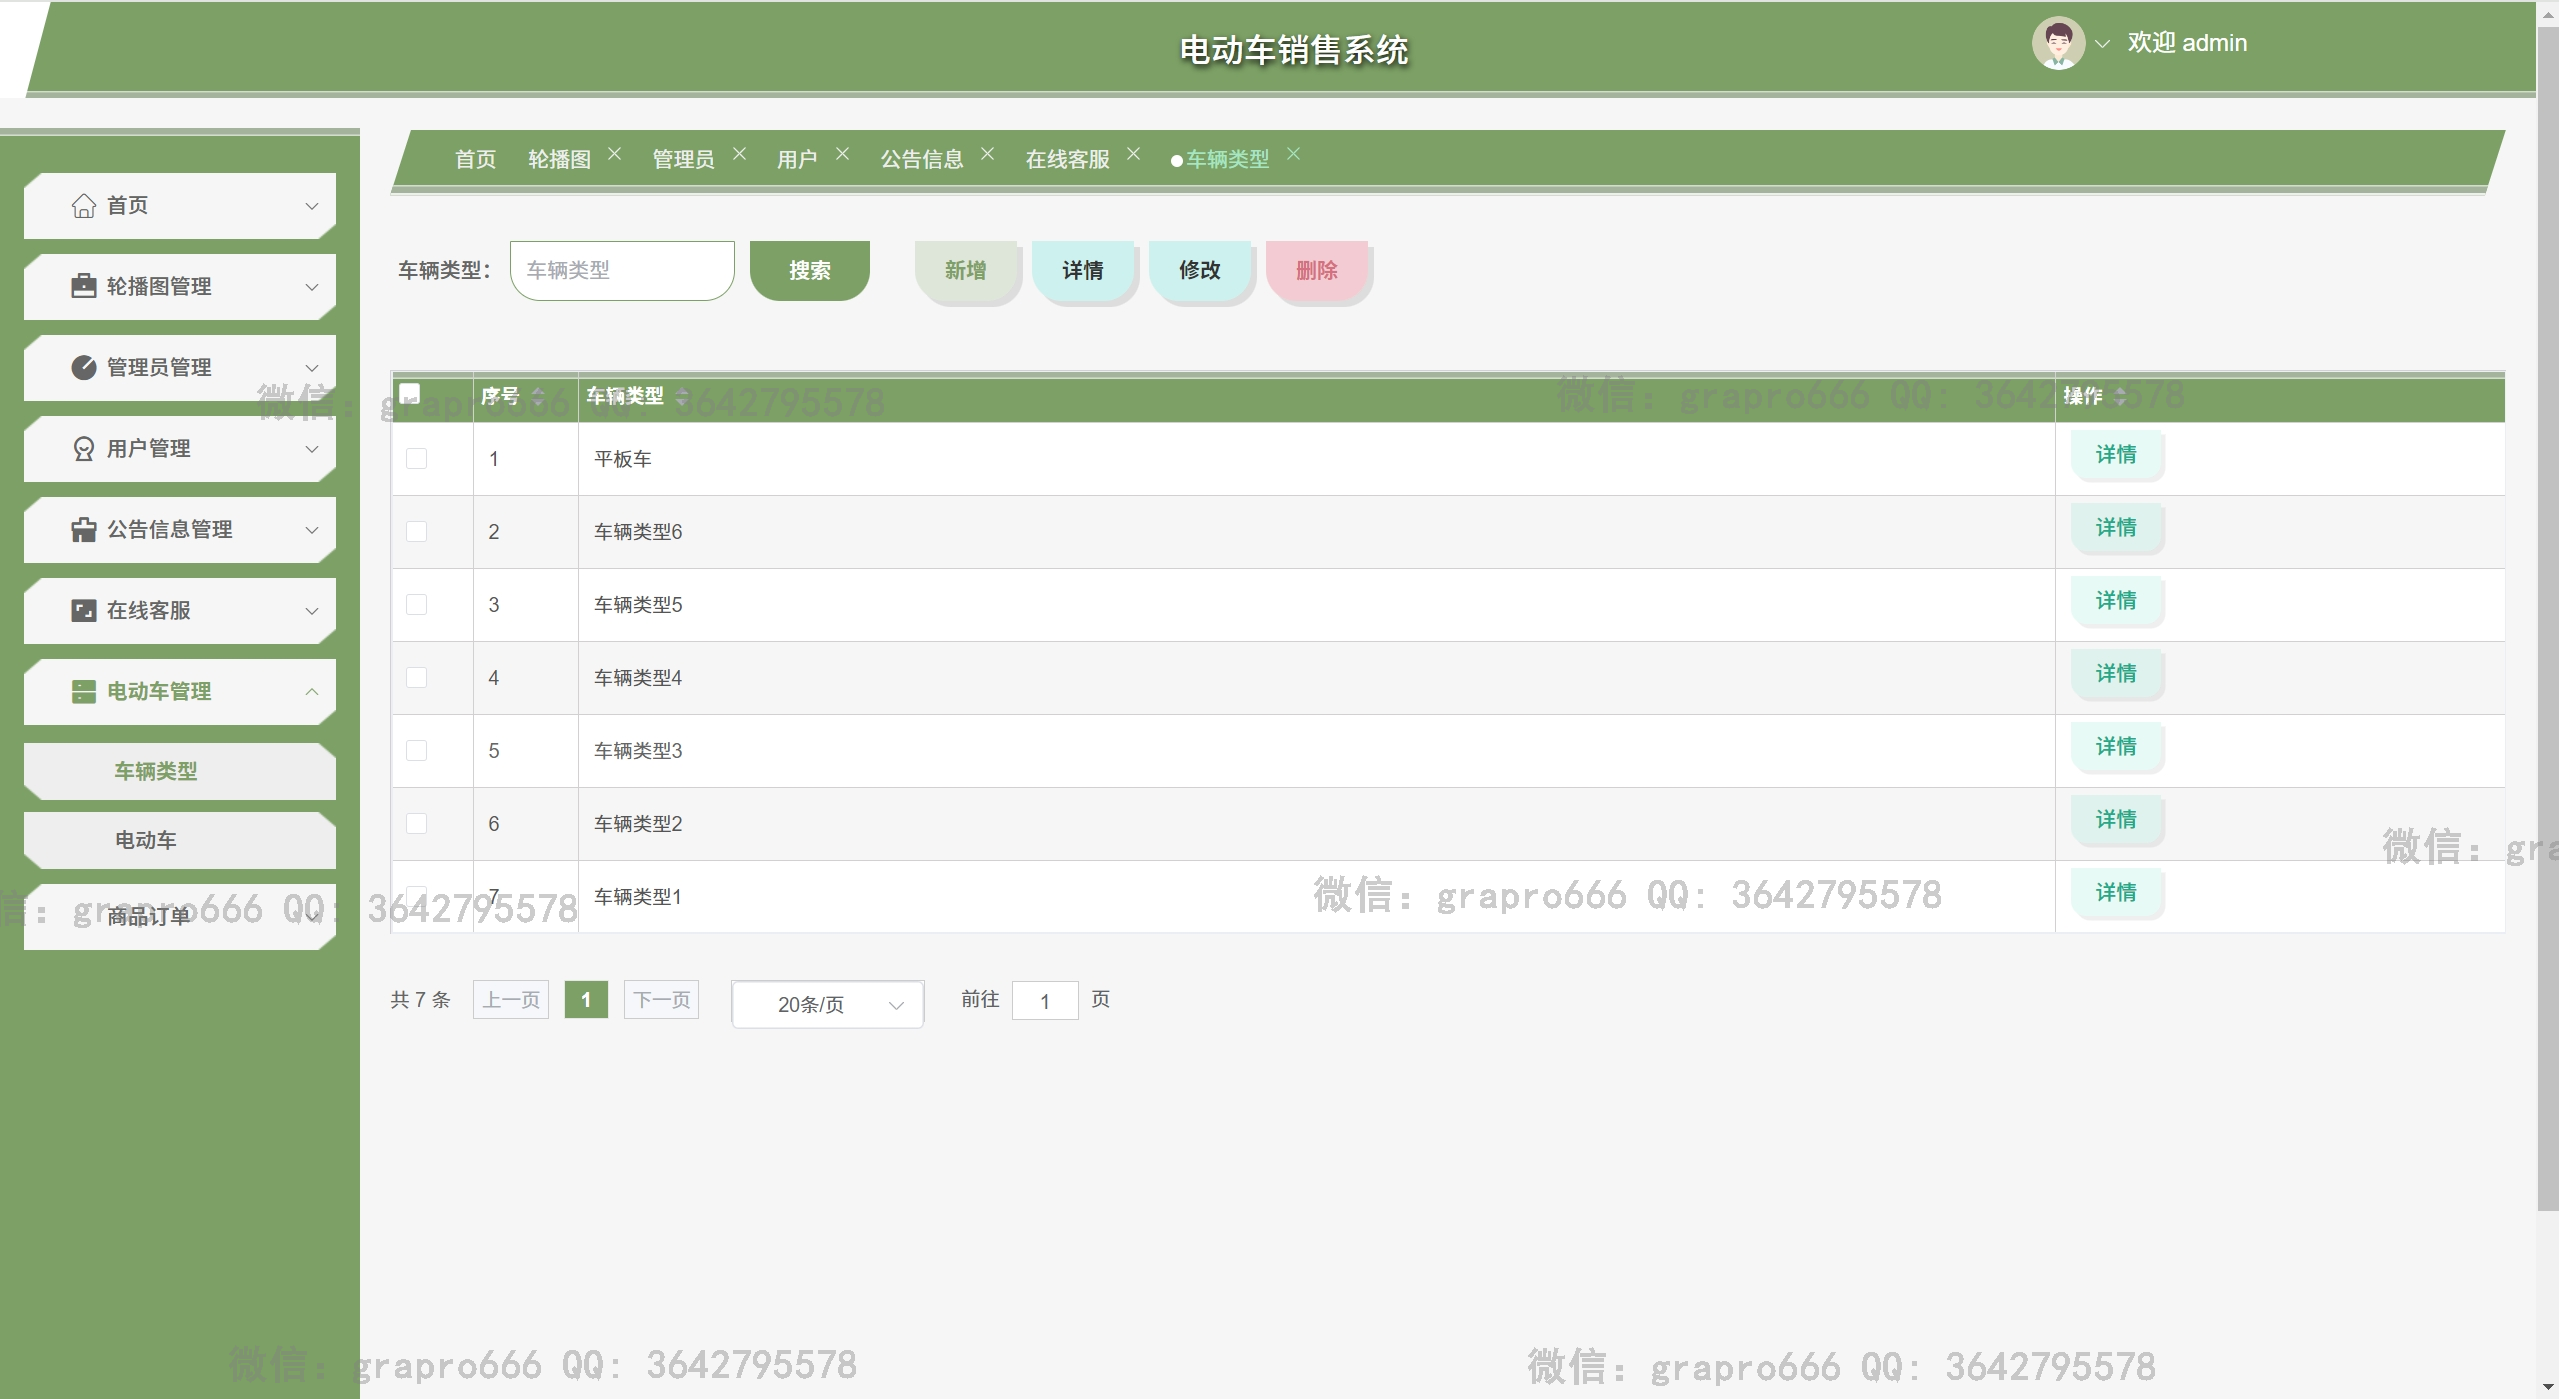 电动车销售系统
欢迎 admin
首页 轮播图 管理员 用户 公告信息 在线客服 车辆类型
首页
轮播图管理
管理员管理
用户管理
公告信息管理
在线客服
电动车管理
车辆类型
电动车
商品订单
车辆类型： 车辆类型 搜索 新增 详情 修改 删除
序号 车辆类型 操作
1 平板车 详情
2 车辆类型6 详情
3 车辆类型5 详情
4 车辆类型4 详情
5 车辆类型3 详情
6 车辆类型2 详情
7 车辆类型1 详情
共 7 条 上一页 1 下一页 20条/页 前往 1 页
微信：grapro666 QQ：3642795578
微信：grapro666 QQ：3642795578
微信：gra
信：grapro666 QQ：3642795578
微信：grapro666 QQ：3642795578
微信：grapro666 QQ：3642795578
微信：grapro666 QQ：3642795578